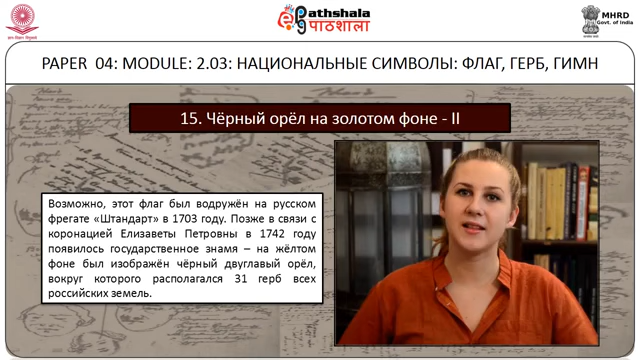 Pathshala
पाठशाला
MHRD
Govt. of India
PAPER 04: MODULE: 2.03: НАЦИОНАЛЬНЫЕ СИМВОЛЫ: ФЛАГ, ГЕРБ, ГИМН
15. Чёрный орёл на золотом фоне - II
Возможно, этот флаг был водружён на русском
фрегате «Штандарт» в 1703 году. Позже в связи с
коронацией Елизаветы Петровны в 1742 году
появилось государственное знамя – на жёлтом
фоне был изображён чёрный двуглавый орёл,
вокруг которого располагался 31 герб всех
российских земель.